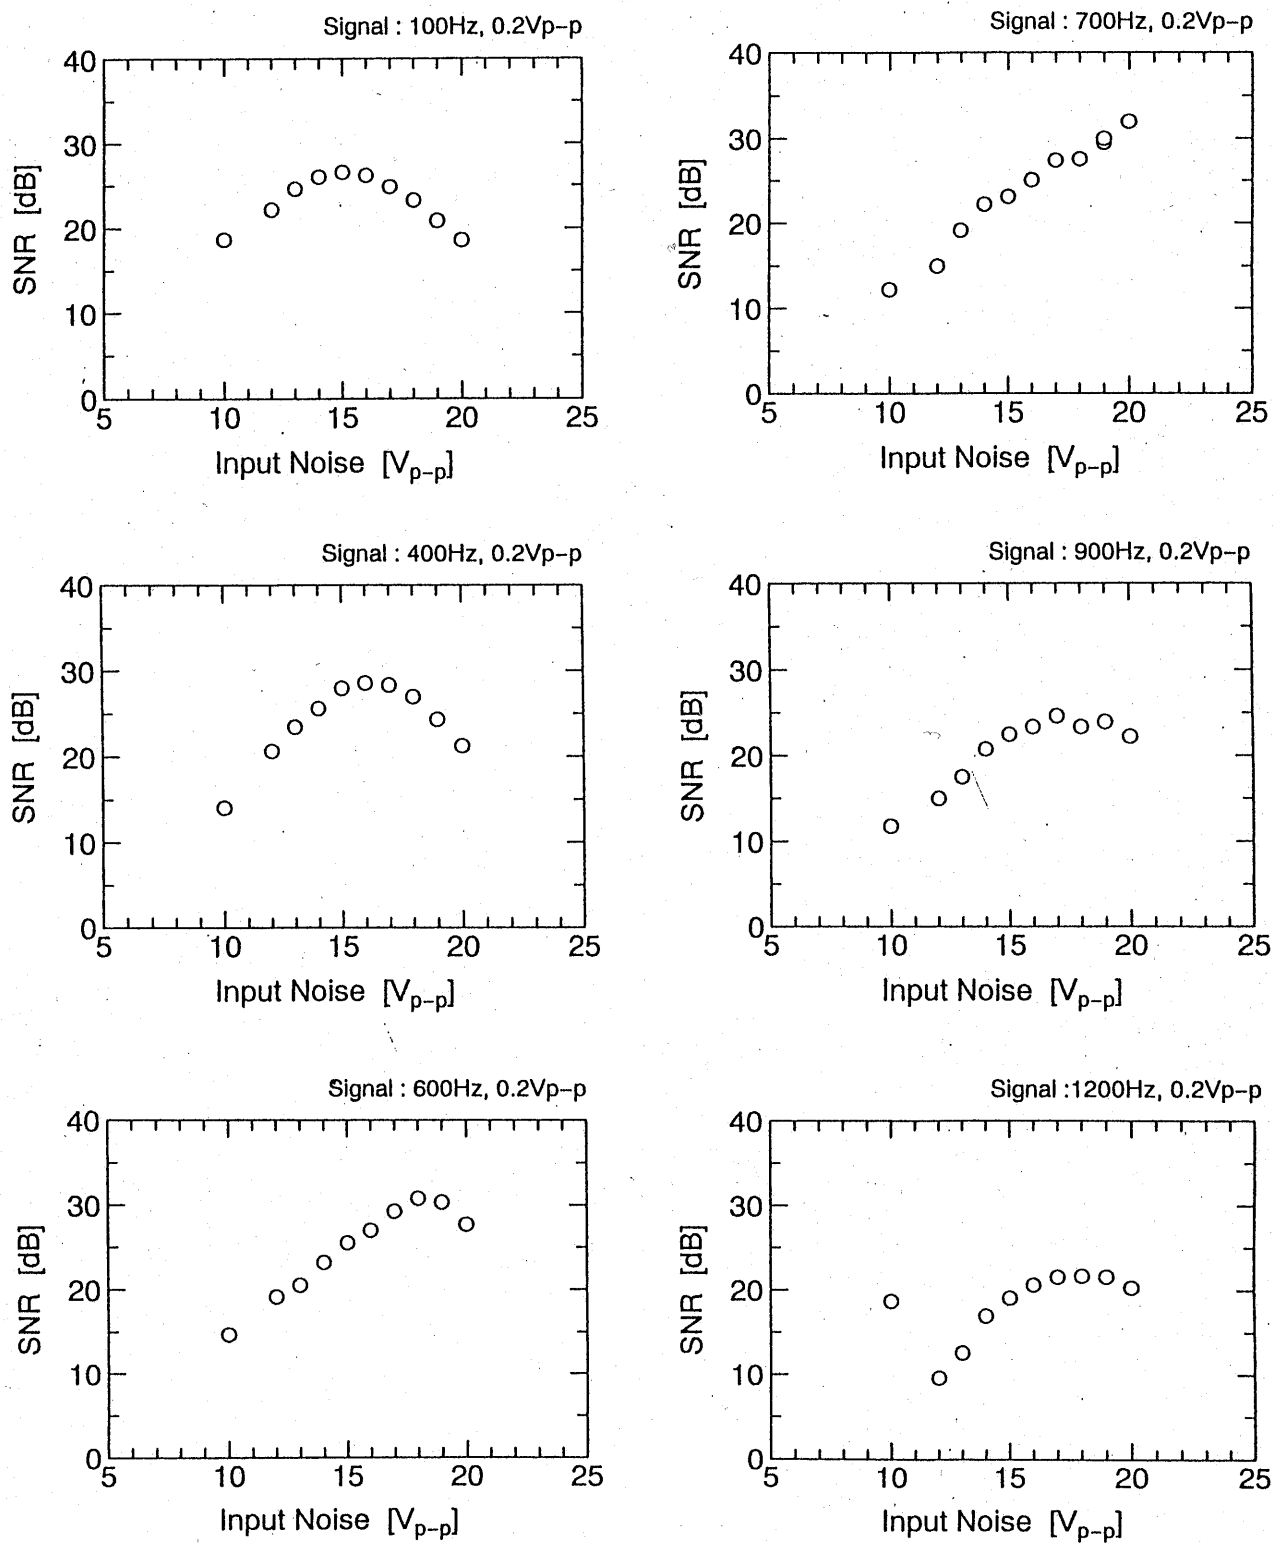 Signal : 100Hz, 0.2Vp-p
40
30
20
10
0
SNR [dB]
5 10 15 20 25
Input Noise [Vp-p]
Signal : 700Hz, 0.2Vp-p
40
30
20
10
0
SNR [dB]
5 10 15 20 25
Input Noise [Vp-p]
Signal : 400Hz, 0.2Vp-p
40
30
20
10
0
SNR [dB]
5 10 15 20 25
Input Noise [Vp-p]
Signal : 900Hz, 0.2Vp-p
40
30
20
10
0
SNR [dB]
5 10 15 20 25
Input Noise [Vp-p]
Signal : 600Hz, 0.2Vp-p
40
30
20
10
0
SNR [dB]
5 10 15 20 25
Input Noise [Vp-p]
Signal :1200Hz, 0.2Vp-p
40
30
20
10
0
SNR [dB]
5 10 15 20 25
Input Noise [Vp-p]